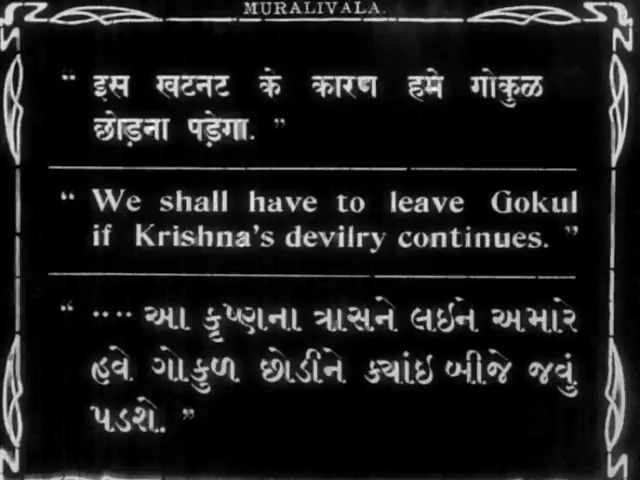 MURALIVALA.
“ इस खटनट के कारण हमे गोकुळ
छोड़ना पड़ेगा. ”
“ We shall have to leave Gokul
if Krishna’s devilry continues. ”
“ .... આ કૃષ્ણના ત્રાસને લઇને અમારે
હવે ગોકુળ છોડીને ક્યાંઇ બીજે જવું
પડશે. ”